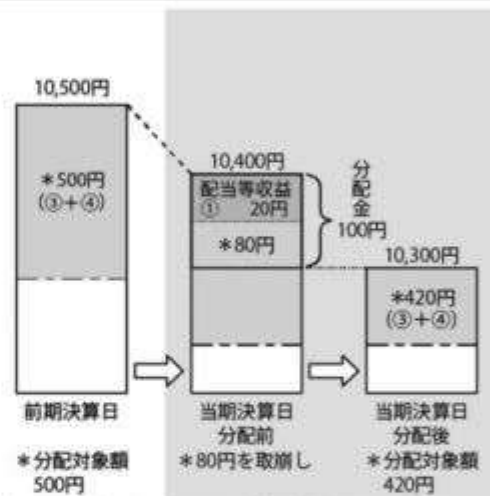 10,500円
*500円
(③+④)
前期決算日
*分配対象額
500円
10,400円
配当等収益
① 20円
*80円
分配金
100円
当期決算日
分配前
*80円を取崩し
10,300円
*420円
(③+④)
当期決算日
分配後
*分配対象額
420円